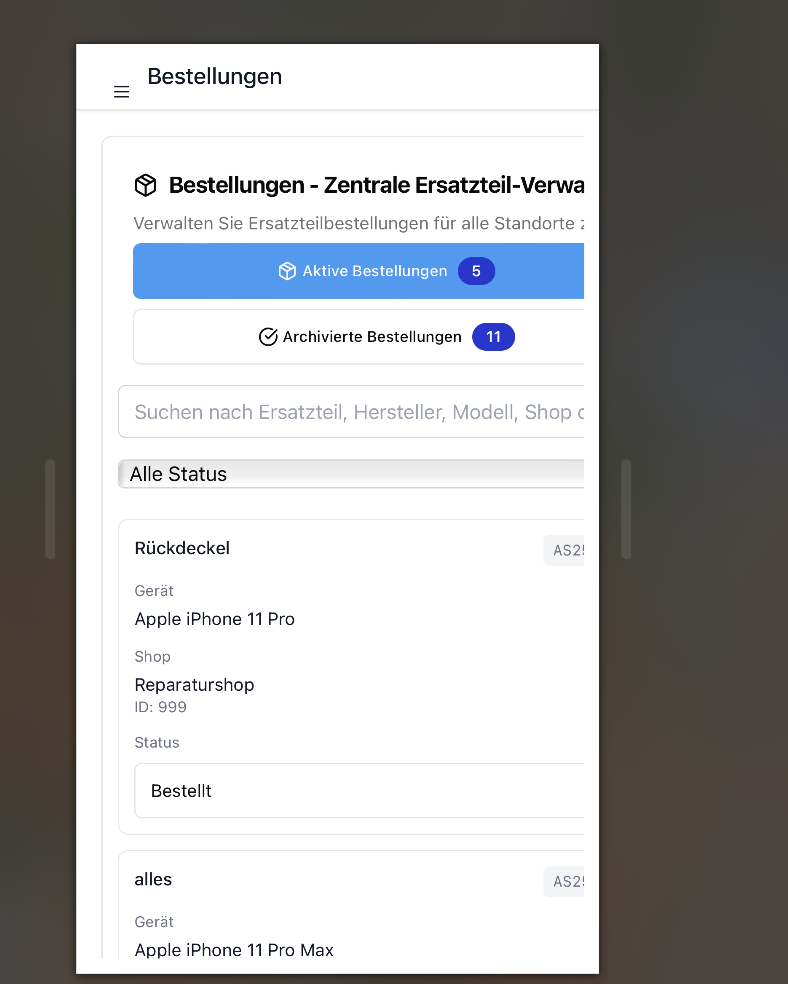 Bestellungen
Bestellungen - Zentrale Ersatzteil-Verwa
Verwalten Sie Ersatzteilbestellungen für alle Standorte z
Aktive Bestellungen 5
Archivierte Bestellungen 11
Suchen nach Ersatzteil, Hersteller, Modell, Shop o
Alle Status
Rückdeckel AS25
Gerät
Apple iPhone 11 Pro
Shop
Reparaturshop
ID: 999
Status
Bestellt
alles AS25
Gerät
Apple iPhone 11 Pro Max